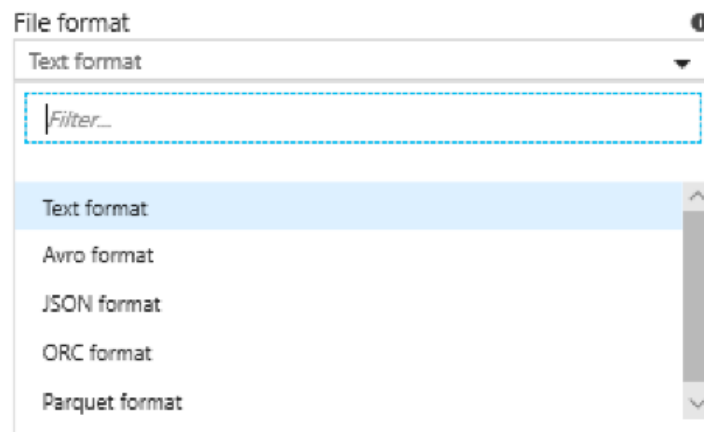 File format
Text format
Filter...
Text format
Avro format
JSON format
ORC format
Parquet format